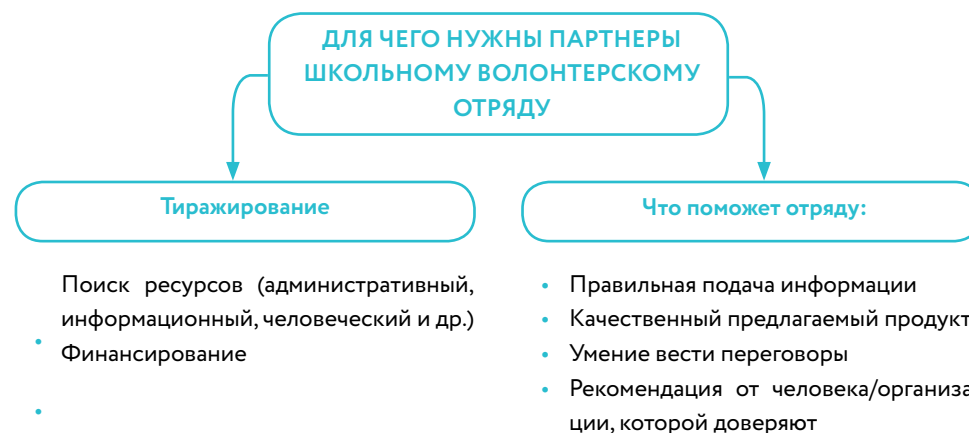 ДЛЯ ЧЕГО НУЖНЫ ПАРТНЕРЫ
ШКОЛЬНОМУ ВОЛОНТЕРСКОМУ
ОТРЯДУ
Тиражирование
Поиск ресурсов (административный,
информационный, человеческий и др.)
• Финансирование
•
Что поможет отряду:
• Правильная подача информации
• Качественный предлагаемый продукт
• Умение вести переговоры
• Рекомендация от человека/организа
ции, которой доверяют